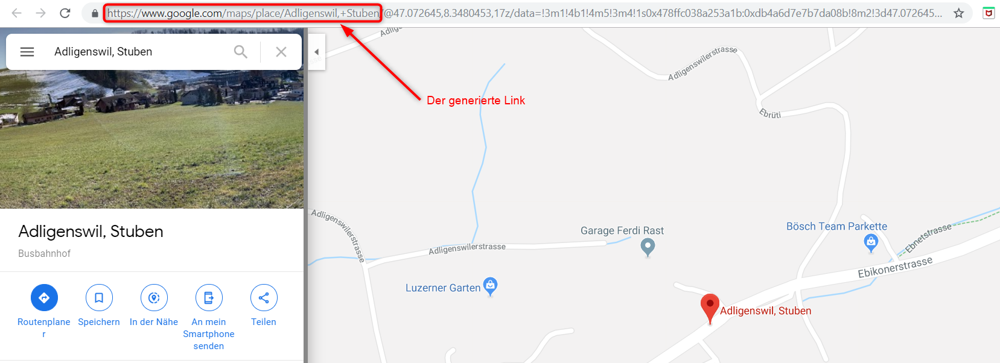 https://www.google.com/maps/place/Adligenswil,+Stuben/@47.072645,8.3480453,17z/data=!3m1!4b1!4m5!3m4!1s0x478ffc038a253a1b:0xdb4a6d7e7b7da08b!8m2!3d47.072645...
Adligenswil, Stuben
Der generierte Link
Adligenswil, Stuben
Busbahnhof
Routenplane
r
Speichern
In der Nähe
An mein
Smartphone
senden
Teilen
Adligenswilerstrasse
Ebrüti
Adligenswilerstrasse
Garage Ferdi Rast
Bösch Team Parkette
Ebnetstrasse
Adligenswilerstrasse
Ebikonerstrasse
Luzerner Garten
Adligenswil, Stuben